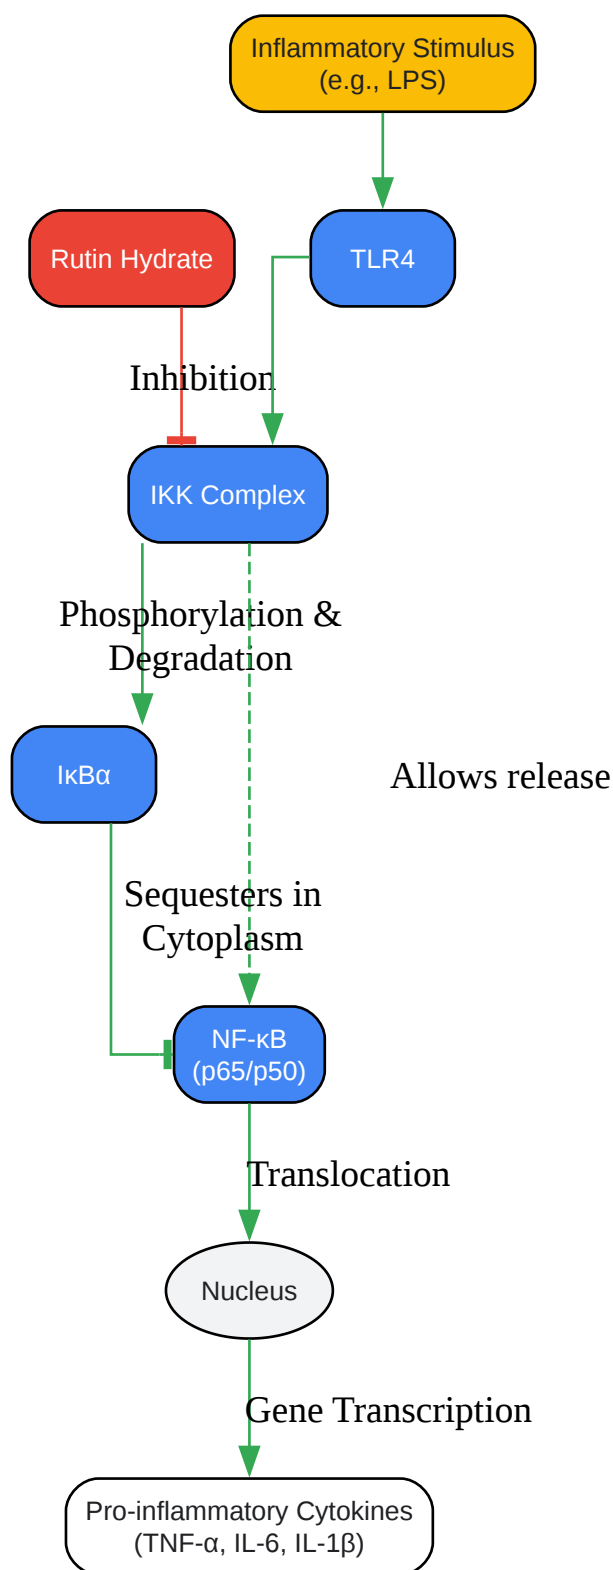 Inflammatory Stimulus
(e.g., LPS)
Rutin Hydrate
TLR4
Inhibition
IKK Complex
Phosphorylation &
Degradation
IκBα
Allows release
Sequesters in
Cytoplasm
NF-κB
(p65/p50)
Translocation
Nucleus
Gene Transcription
Pro-inflammatory Cytokines
(TNF-α, IL-6, IL-1β)